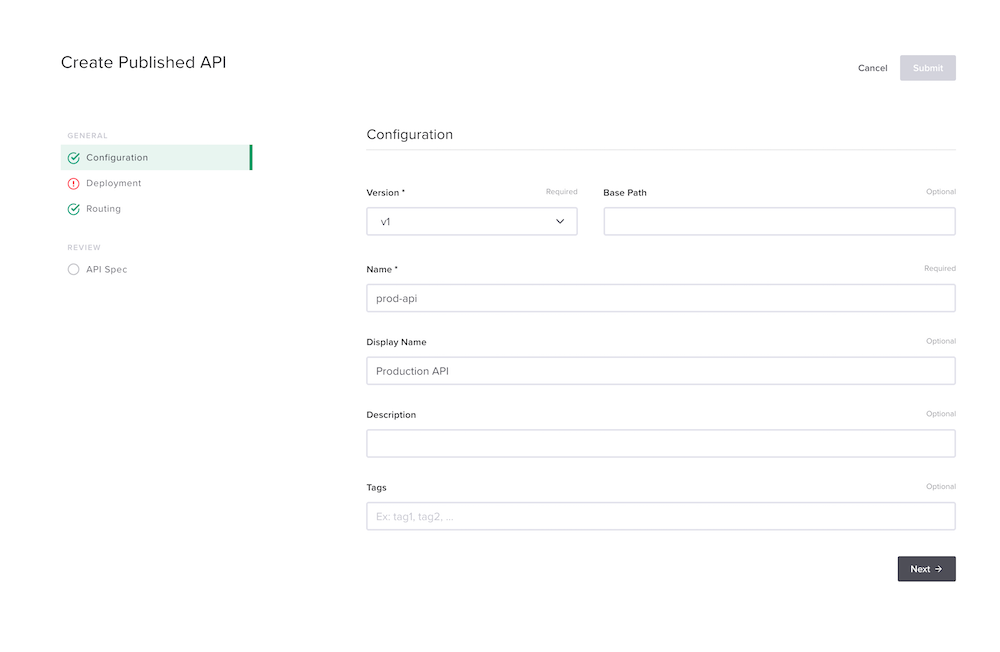 Create Published API
Cancel
Submit
GENERAL
Configuration
Deployment
Routing
REVIEW
API Spec
Configuration
Version * Required
v1
Base Path Optional
Name * Required
prod-api
Display Name Optional
Production API
Description Optional
Tags Optional
Ex: tag1, tag2, ...
Next →